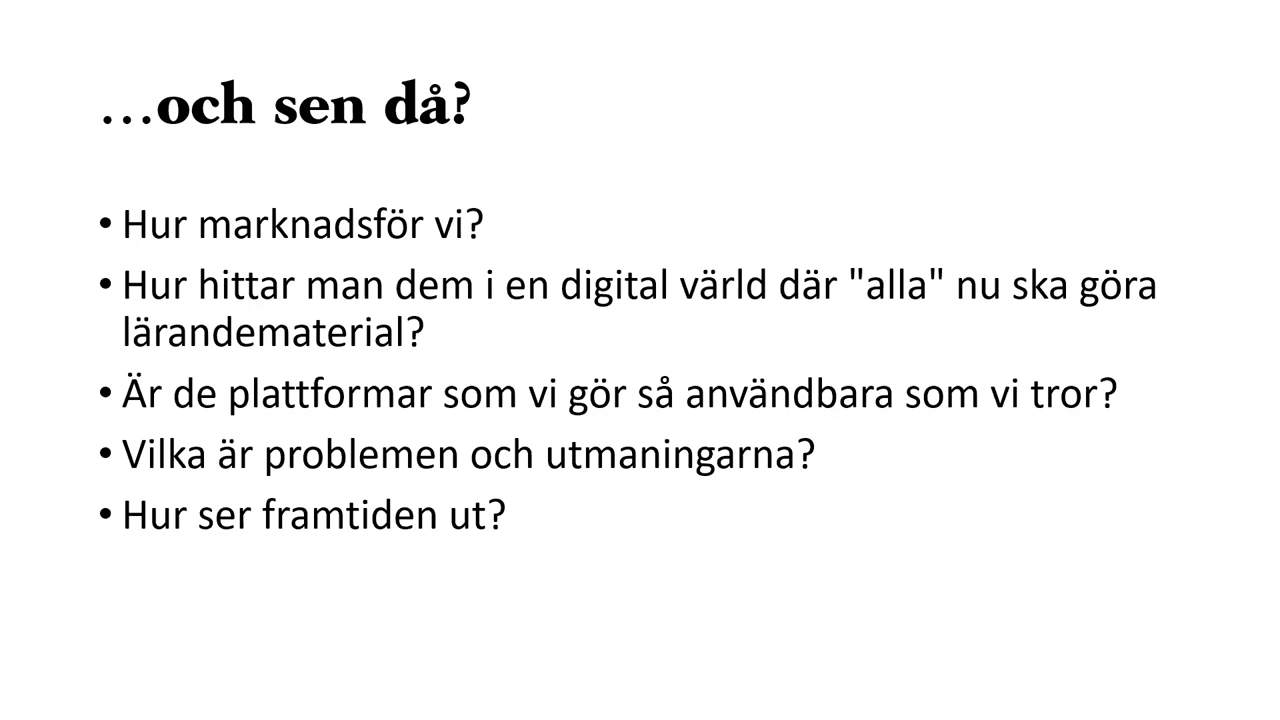 …och sen då?
• Hur marknadsför vi?
• Hur hittar man dem i en digital värld där "alla" nu ska göra
lärandematerial?
• Är de plattformar som vi gör så användbara som vi tror?
• Vilka är problemen och utmaningarna?
• Hur ser framtiden ut?